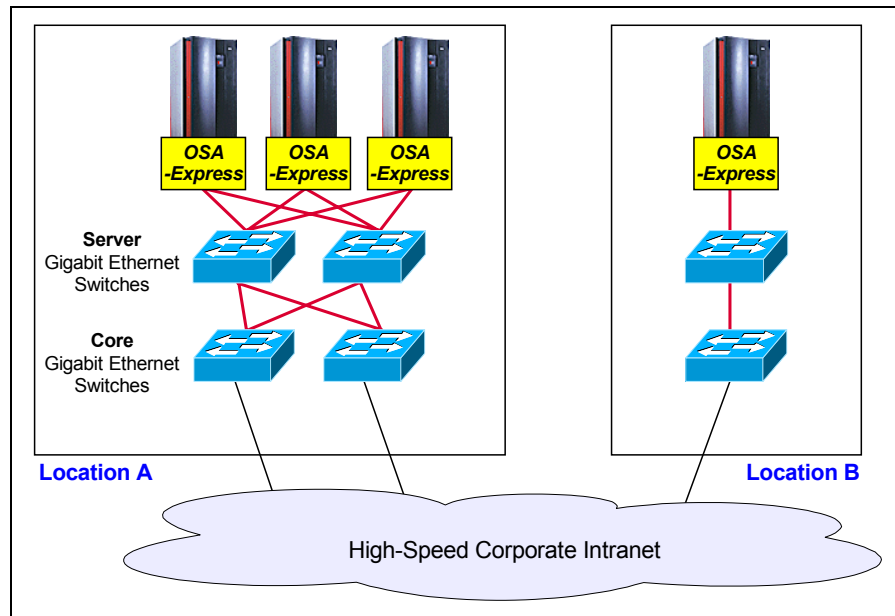 OSA
-Express
OSA
-Express
OSA
-Express
OSA
-Express
Server
Gigabit Ethernet
Switches
Core
Gigabit Ethernet
Switches
Location A
Location B
High-Speed Corporate Intranet